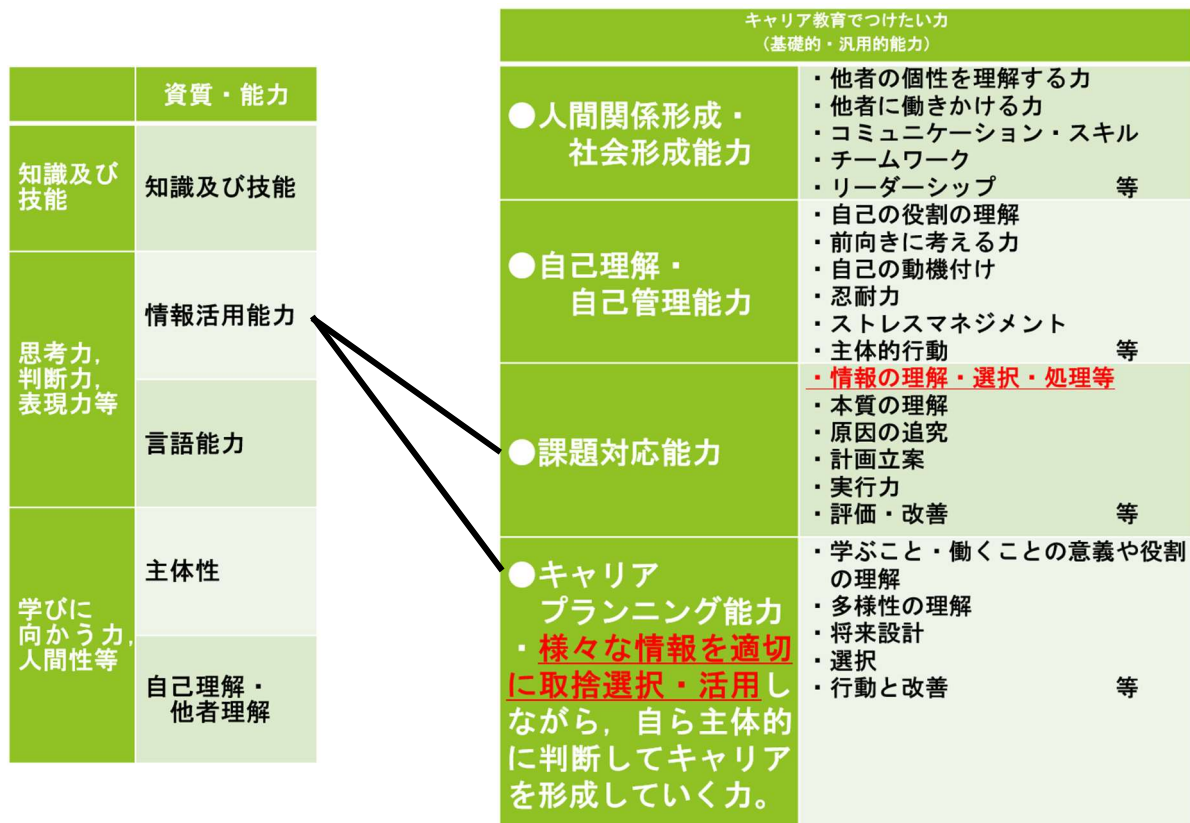 資質・能力
知識及び
技能
知識及び技能
思考力,
判断力,
表現力等
情報活用能力
言語能力
学びに
向かう力,
人間性等
主体性
自己理解・
他者理解
キャリア教育でつけたい力
（基礎的・汎用的能力）
●人間関係形成・
社会形成能力
・他者の個性を理解する力
・他者に働きかける力
・コミュニケーション・スキル
・チームワーク
・リーダーシップ 等
●自己理解・
自己管理能力
・自己の役割の理解
・前向きに考える力
・自己の動機付け
・忍耐力
・ストレスマネジメント
・主体的行動 等
●課題対応能力
・情報の理解・選択・処理等
・本質の理解
・原因の追究
・計画立案
・実行力
・評価・改善 等
●キャリア
プランニング能力
・様々な情報を適切
に取捨選択・活用し
ながら，自ら主体的
に判断してキャリア
を形成していく力。
・学ぶこと・働くことの意義や役割
の理解
・多様性の理解
・将来設計
・選択
・行動と改善 等